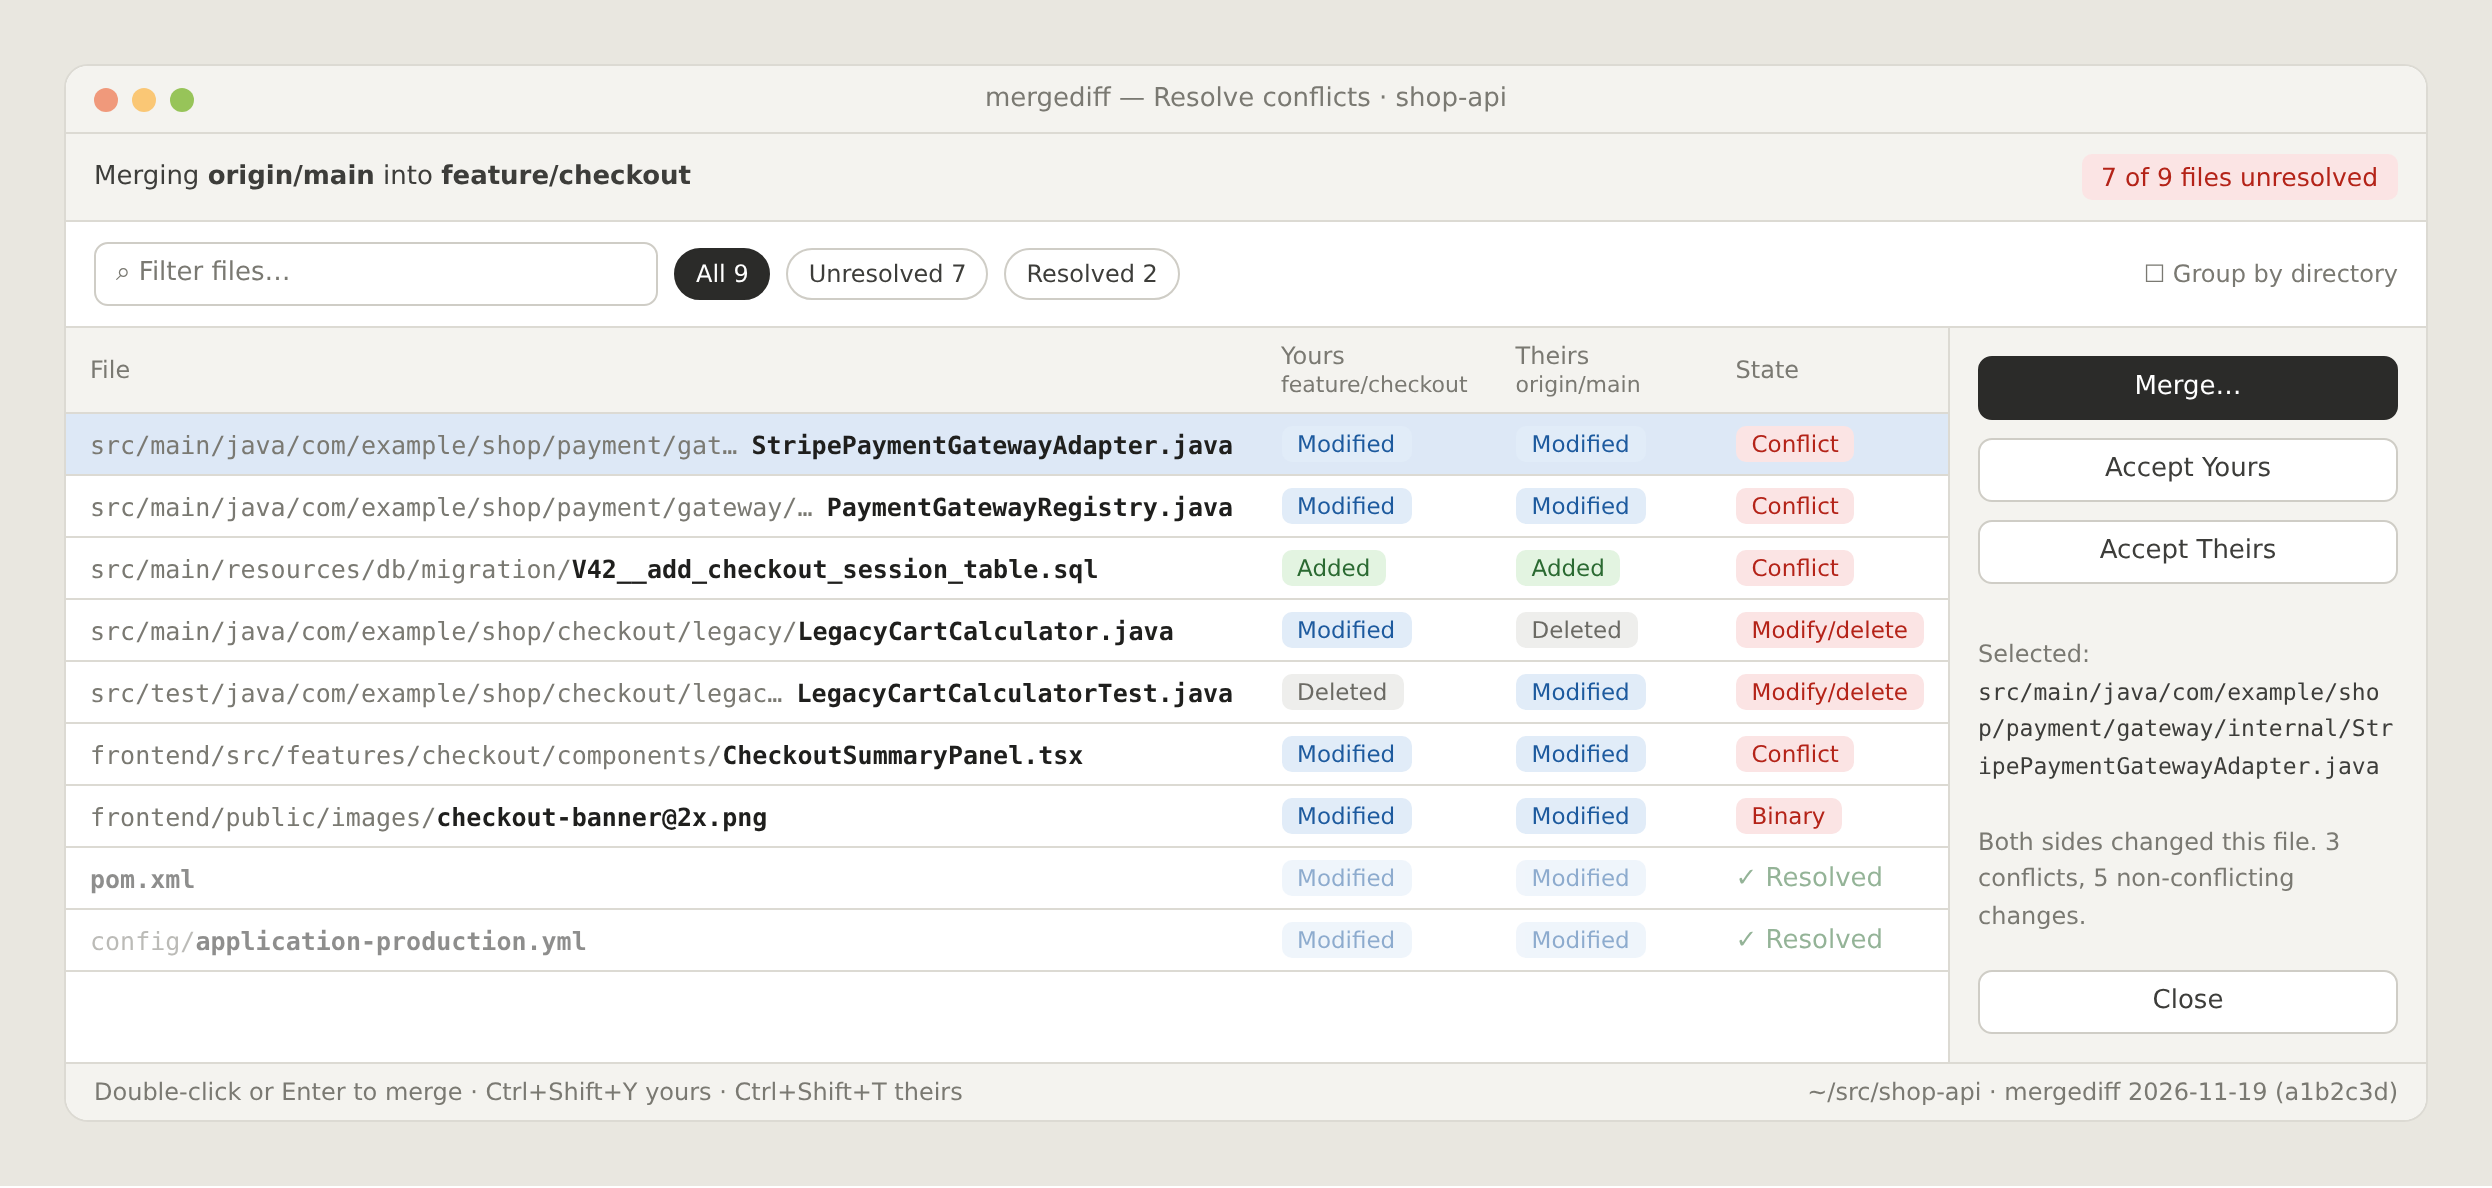 mergediff — Resolve conflicts · shop-api
Merging origin/main into feature/checkout
7 of 9 files unresolved
⌕ Filter files…
All 9
Unresolved 7
Resolved 2
☐ Group by directory
File
Yours
feature/checkout
Theirs
origin/main
State
src/main/java/com/example/shop/payment/gat… StripePaymentGatewayAdapter.java Modified Modified Conflict
src/main/java/com/example/shop/payment/gateway/… PaymentGatewayRegistry.java Modified Modified Conflict
src/main/resources/db/migration/V42__add_checkout_session_table.sql Added Added Conflict
src/main/java/com/example/shop/checkout/legacy/LegacyCartCalculator.java Modified Deleted Modify/delete
src/test/java/com/example/shop/checkout/legac… LegacyCartCalculatorTest.java Deleted Modified Modify/delete
frontend/src/features/checkout/components/CheckoutSummaryPanel.tsx Modified Modified Conflict
frontend/public/images/checkout-banner@2x.png Modified Modified Binary
pom.xml Modified Modified ✓ Resolved
config/application-production.yml Modified Modified ✓ Resolved
Merge…
Accept Yours
Accept Theirs
Selected:
src/main/java/com/example/sho
p/payment/gateway/internal/Str
ipePaymentGatewayAdapter.java
Both sides changed this file. 3
conflicts, 5 non-conflicting
changes.
Close
Double-click or Enter to merge · Ctrl+Shift+Y yours · Ctrl+Shift+T theirs
~/src/shop-api · mergediff 2026-11-19 (a1b2c3d)